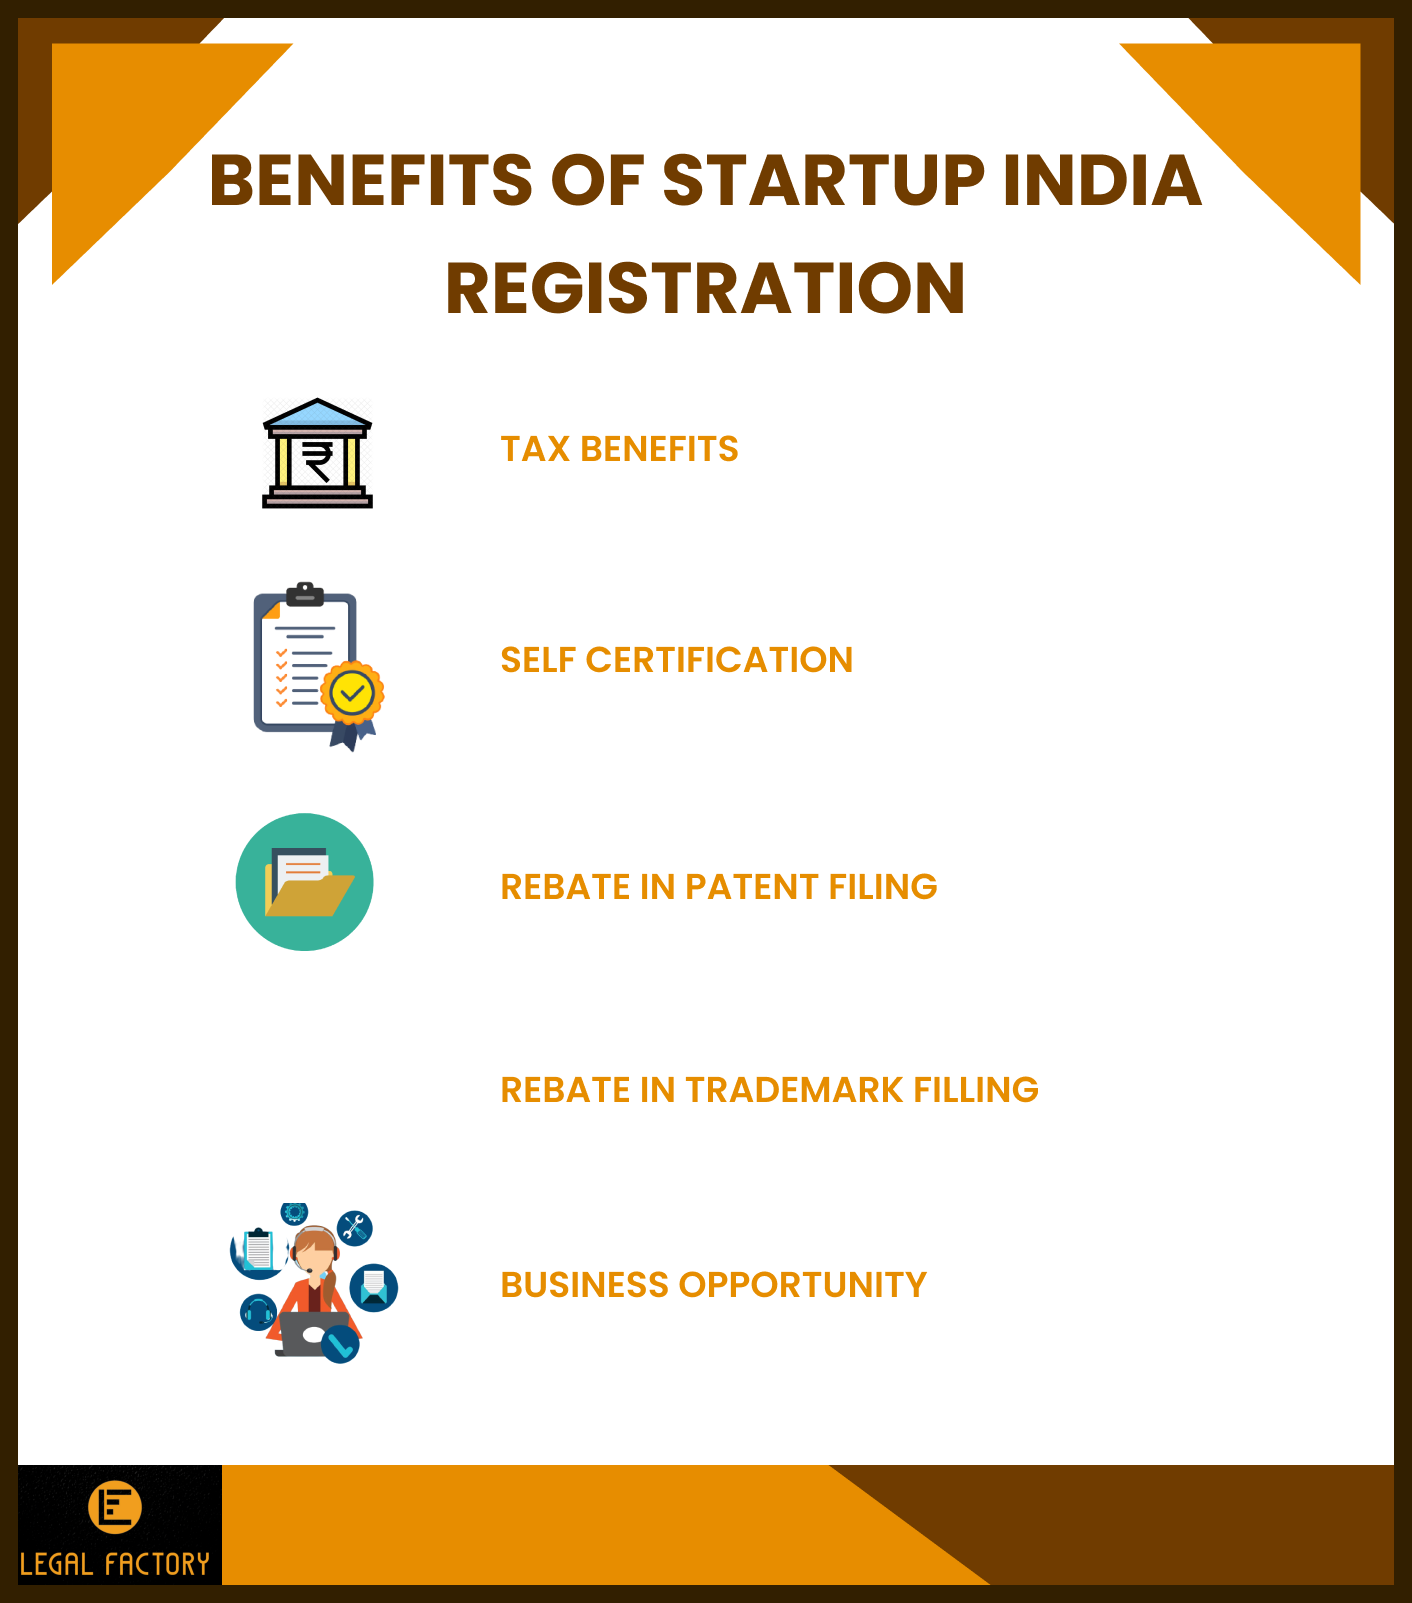 BENEFITS OF STARTUP INDIA
REGISTRATION
₹
TAX BENEFITS
SELF CERTIFICATION
REBATE IN PATENT FILING
REBATE IN TRADEMARK FILLING
BUSINESS OPPORTUNITY
LEGAL FACTORY